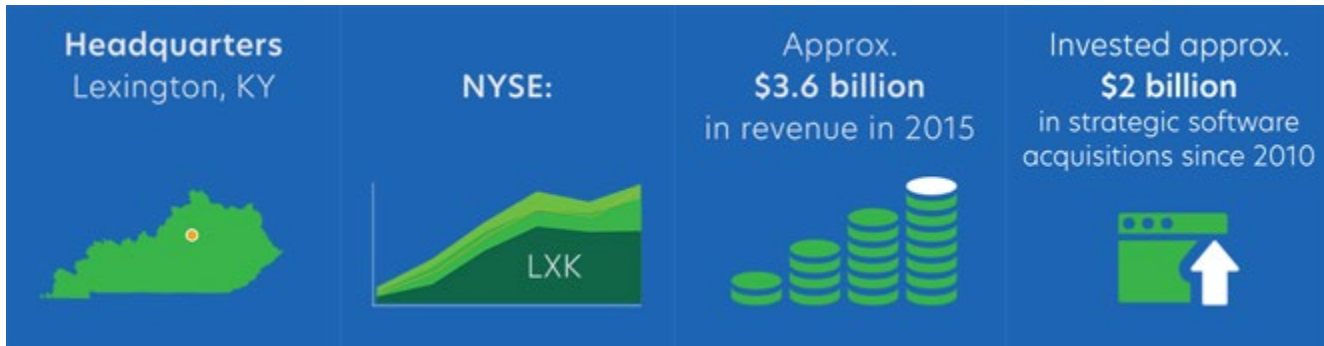 Headquarters
Lexington, KY
NYSE:
LXK
Approx.
$3.6 billion
in revenue in 2015
Invested approx.
$2 billion
in strategic software
acquisitions since 2010